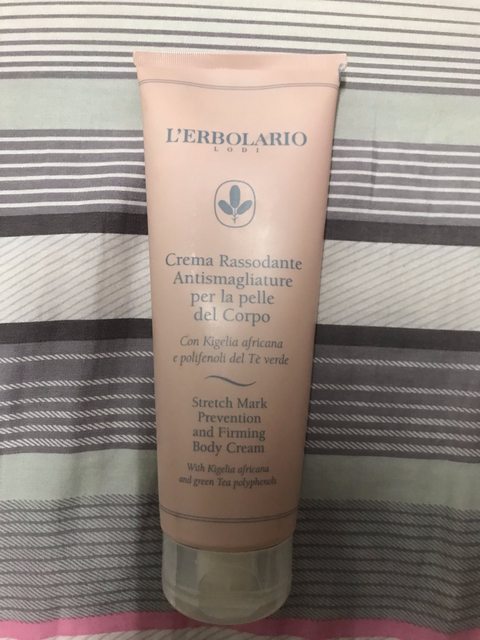 L'ERBOLARIO
LODI
Crema Rassodante
Antismagliature
per la pelle
del Corpo
Con Kigelia africana
e polifenoli del Tè verde
Stretch Mark
Prevention
and Firming
Body Cream
With Kigelia africana
and green Tea polyphenols